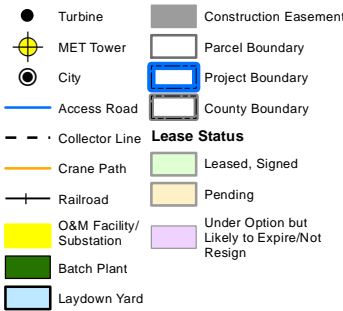 Turbine
MET Tower
City
Access Road
Collector Line
Crane Path
Railroad
O&M Facility/
Substation
Batch Plant
Laydown Yard
Construction Easement
Parcel Boundary
Project Boundary
County Boundary
Lease Status
Leased, Signed
Pending
Under Option but
Likely to Expire/Not
Resign